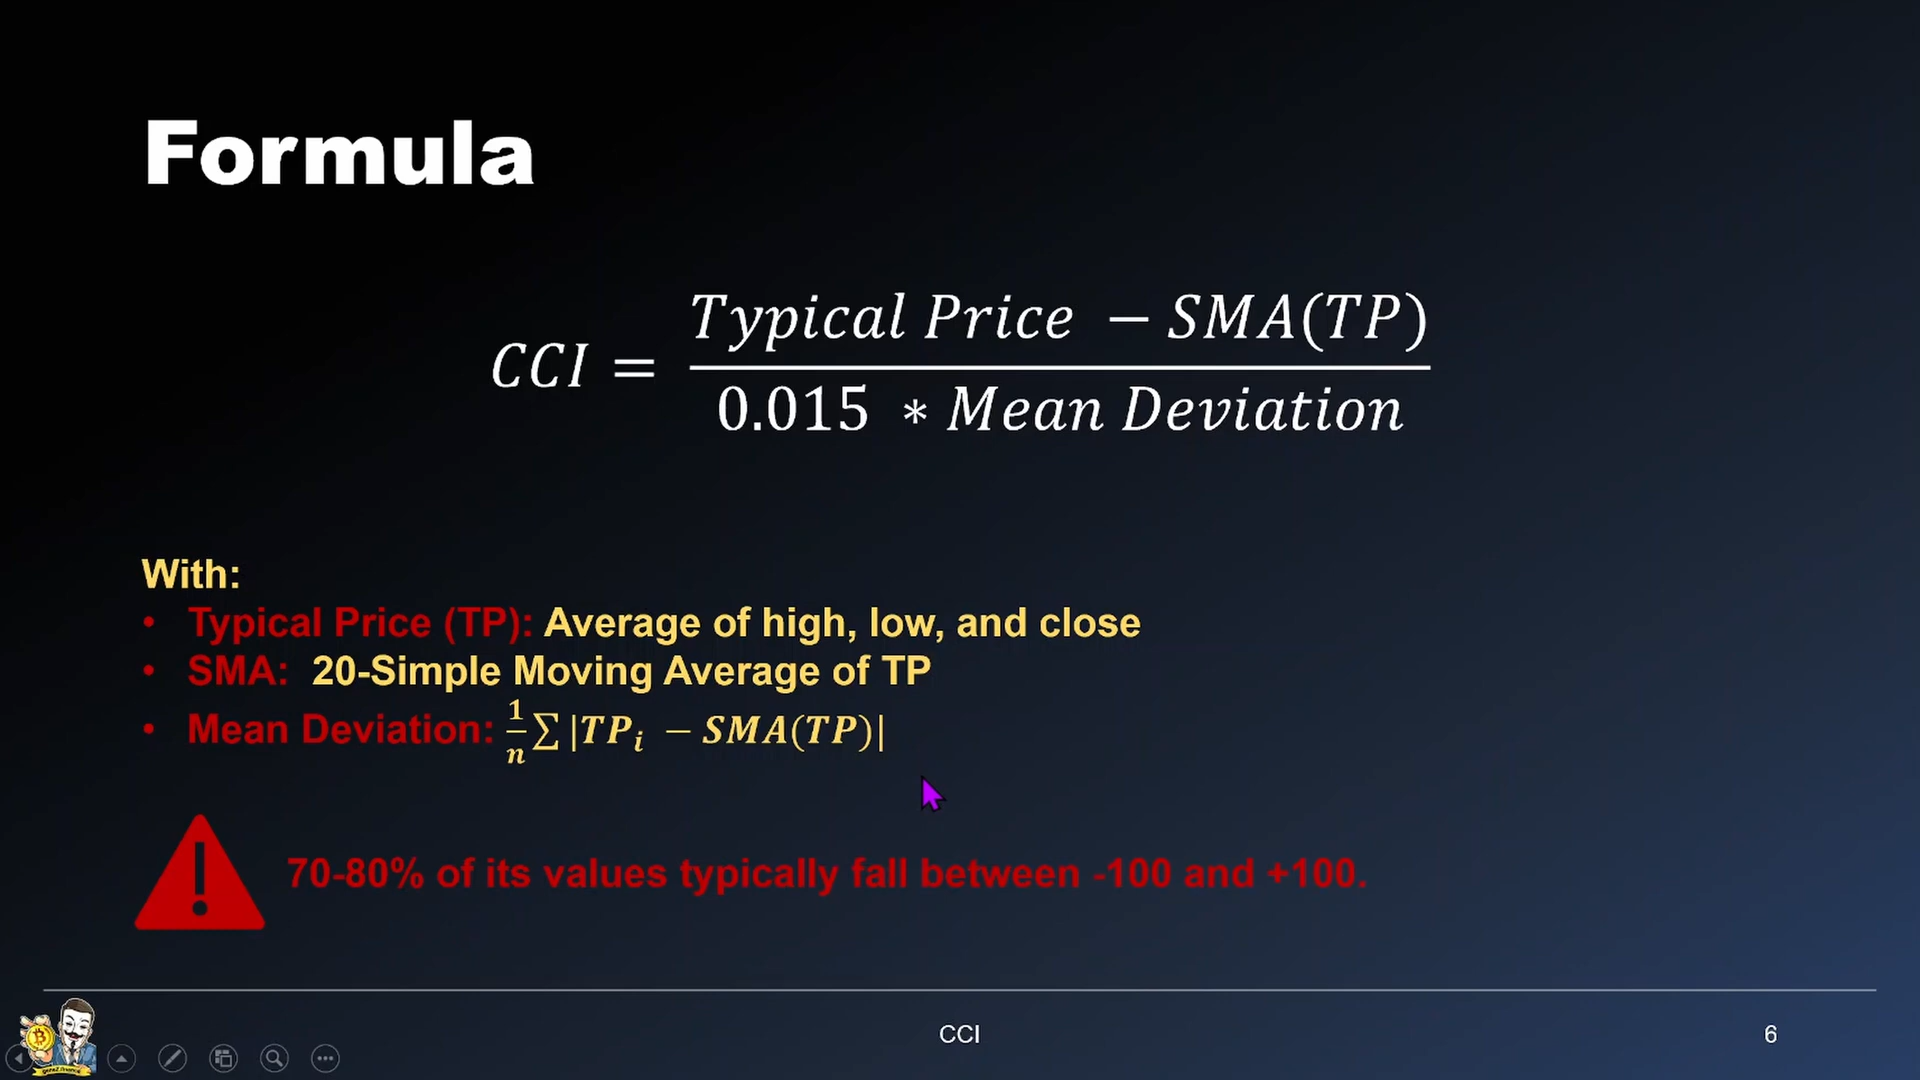 Formula
CCI = Typical Price − SMA(TP) / 0.015 * Mean Deviation
With:
• Typical Price (TP): Average of high, low, and close
• SMA: 20-Simple Moving Average of TP
• Mean Deviation: 1/n ∑ |TPᵢ − SMA(TP)|
70-80% of its values typically fall between -100 and +100.
CCI
6